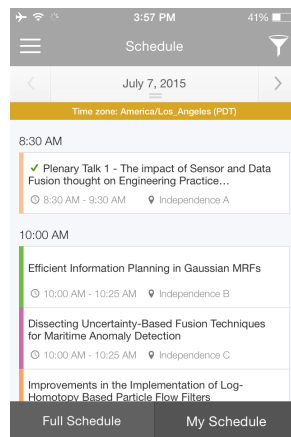 3:57 PM
41%
Schedule
July 7, 2015
Time zone: America/Los_Angeles (PDT)
8:30 AM
Plenary Talk 1 - The impact of Sensor and Data
Fusion thought on Engineering Practice...
8:30 AM - 9:30 AM Independence A
10:00 AM
Efficient Information Planning in Gaussian MRFs
10:00 AM - 10:25 AM Independence B
Dissecting Uncertainty-Based Fusion Techniques
for Maritime Anomaly Detection
10:00 AM - 10:25 AM Independence C
Improvements in the Implementation of Log-
Homotopy Based Particle Flow Filters
Full Schedule
My Schedule